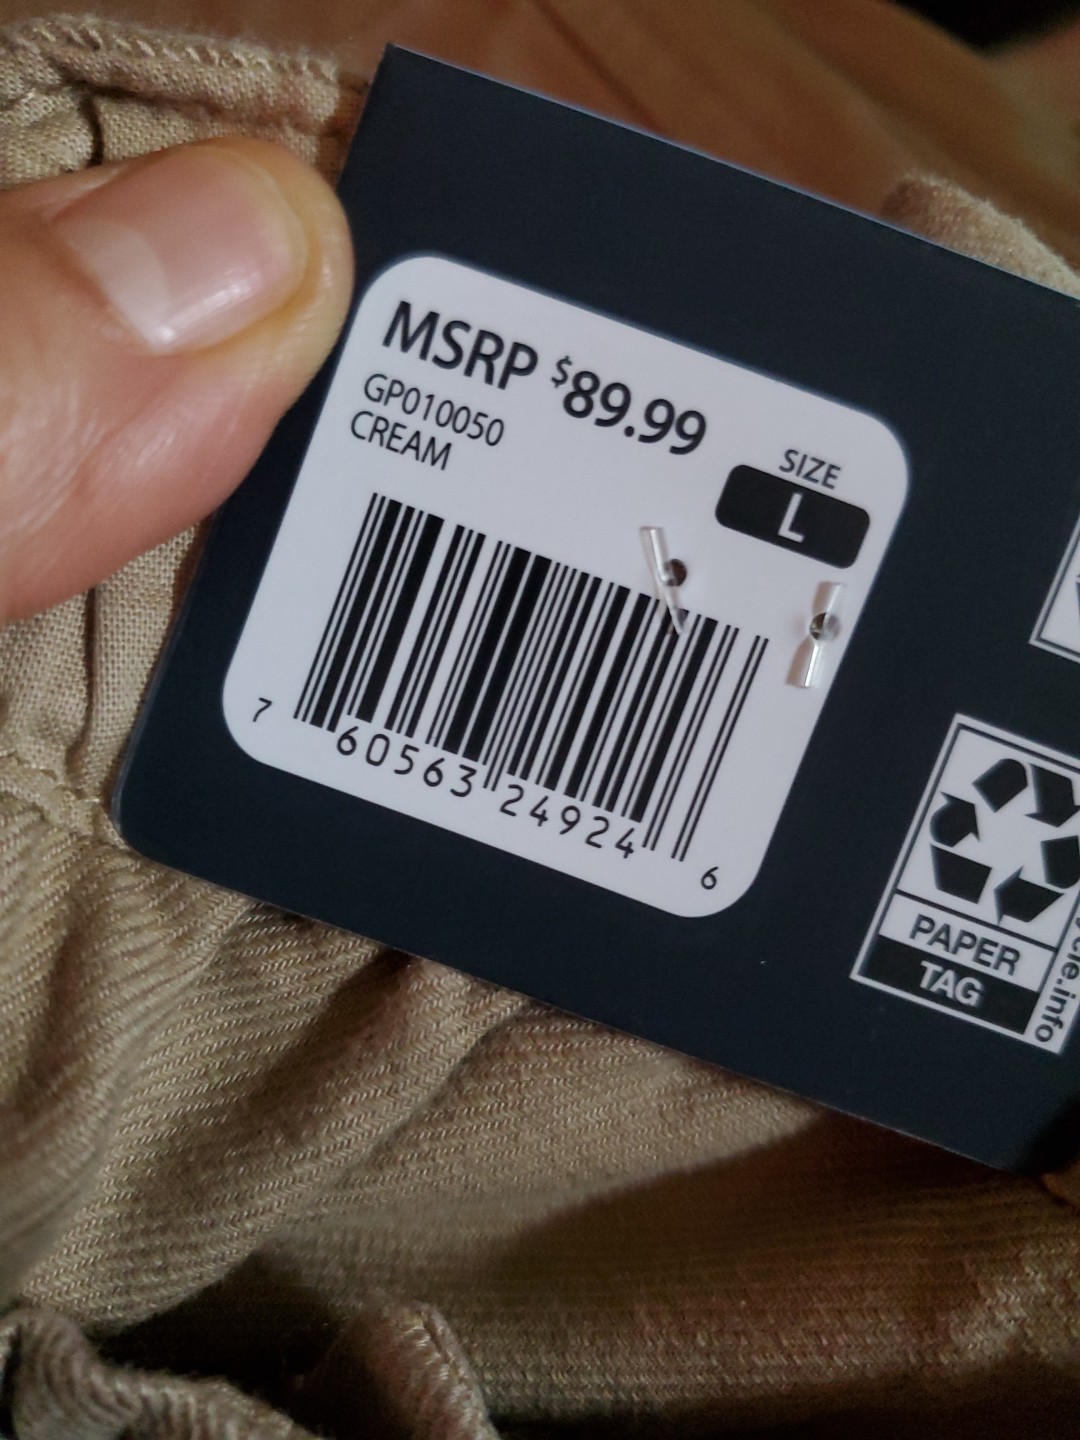 MSRP $89.99
GP010050
CREAM
SIZE
L
7 60563 24924 6
PAPER
TAG
cle.info